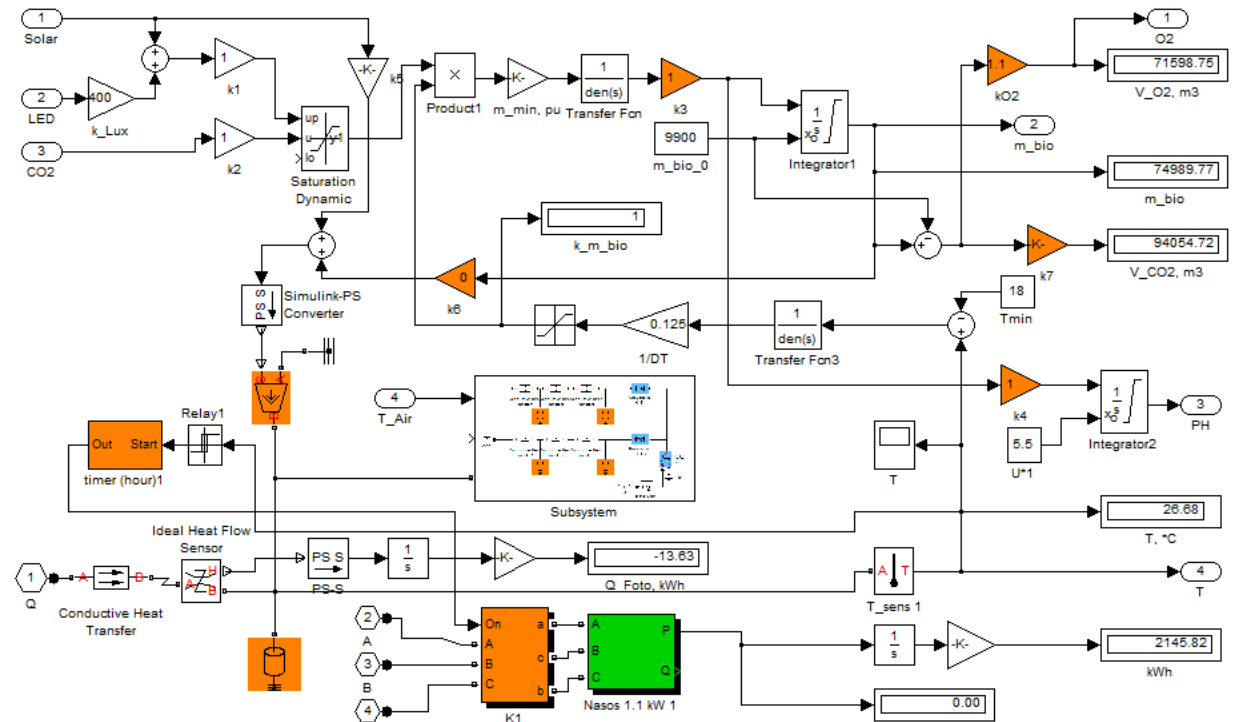 1
Solar
2
LED
400
k_Lux
3
CO2
1
k1
1
k2
-K-
k5
up
u
lo
y
Saturation
Dynamic
×
Product1
-K-
m_min, pu
1
den(s)
Transfer Fcn
1
k3
9900
m_bio_0
1
s
xo
Integrator1
1.1
kO2
1
O2
71598.75
V_O2, m3
2
m_bio
74989.77
m_bio
-K-
k7
94054.72
V_CO2, m3
1
k_m_bio
0
k6
Simulink-PS
Converter
PS S
0.125
1/DT
1
den(s)
Transfer Fcn3
18
Tmin
1
k4
5.5
U*1
1
s
xo
Integrator2
3
PH
4
T_Air
Subsystem
T
Relay1
Out
Start
timer (hour)1
26.68
T, *C
Ideal Heat Flow
Sensor
1
Q
A
B
Conductive Heat
Transfer
A
H
B
PS S
PS-S
1
s
-K-
-13.63
Q_Foto, kWh
A
T
T_sens 1
4
T
2
A
3
B
4
On
A
B
C
a
c
b
K1
A
B
C
P
Q
Nasos 1.1 kW 1
1
s
-K-
2145.82
kWh
0.00